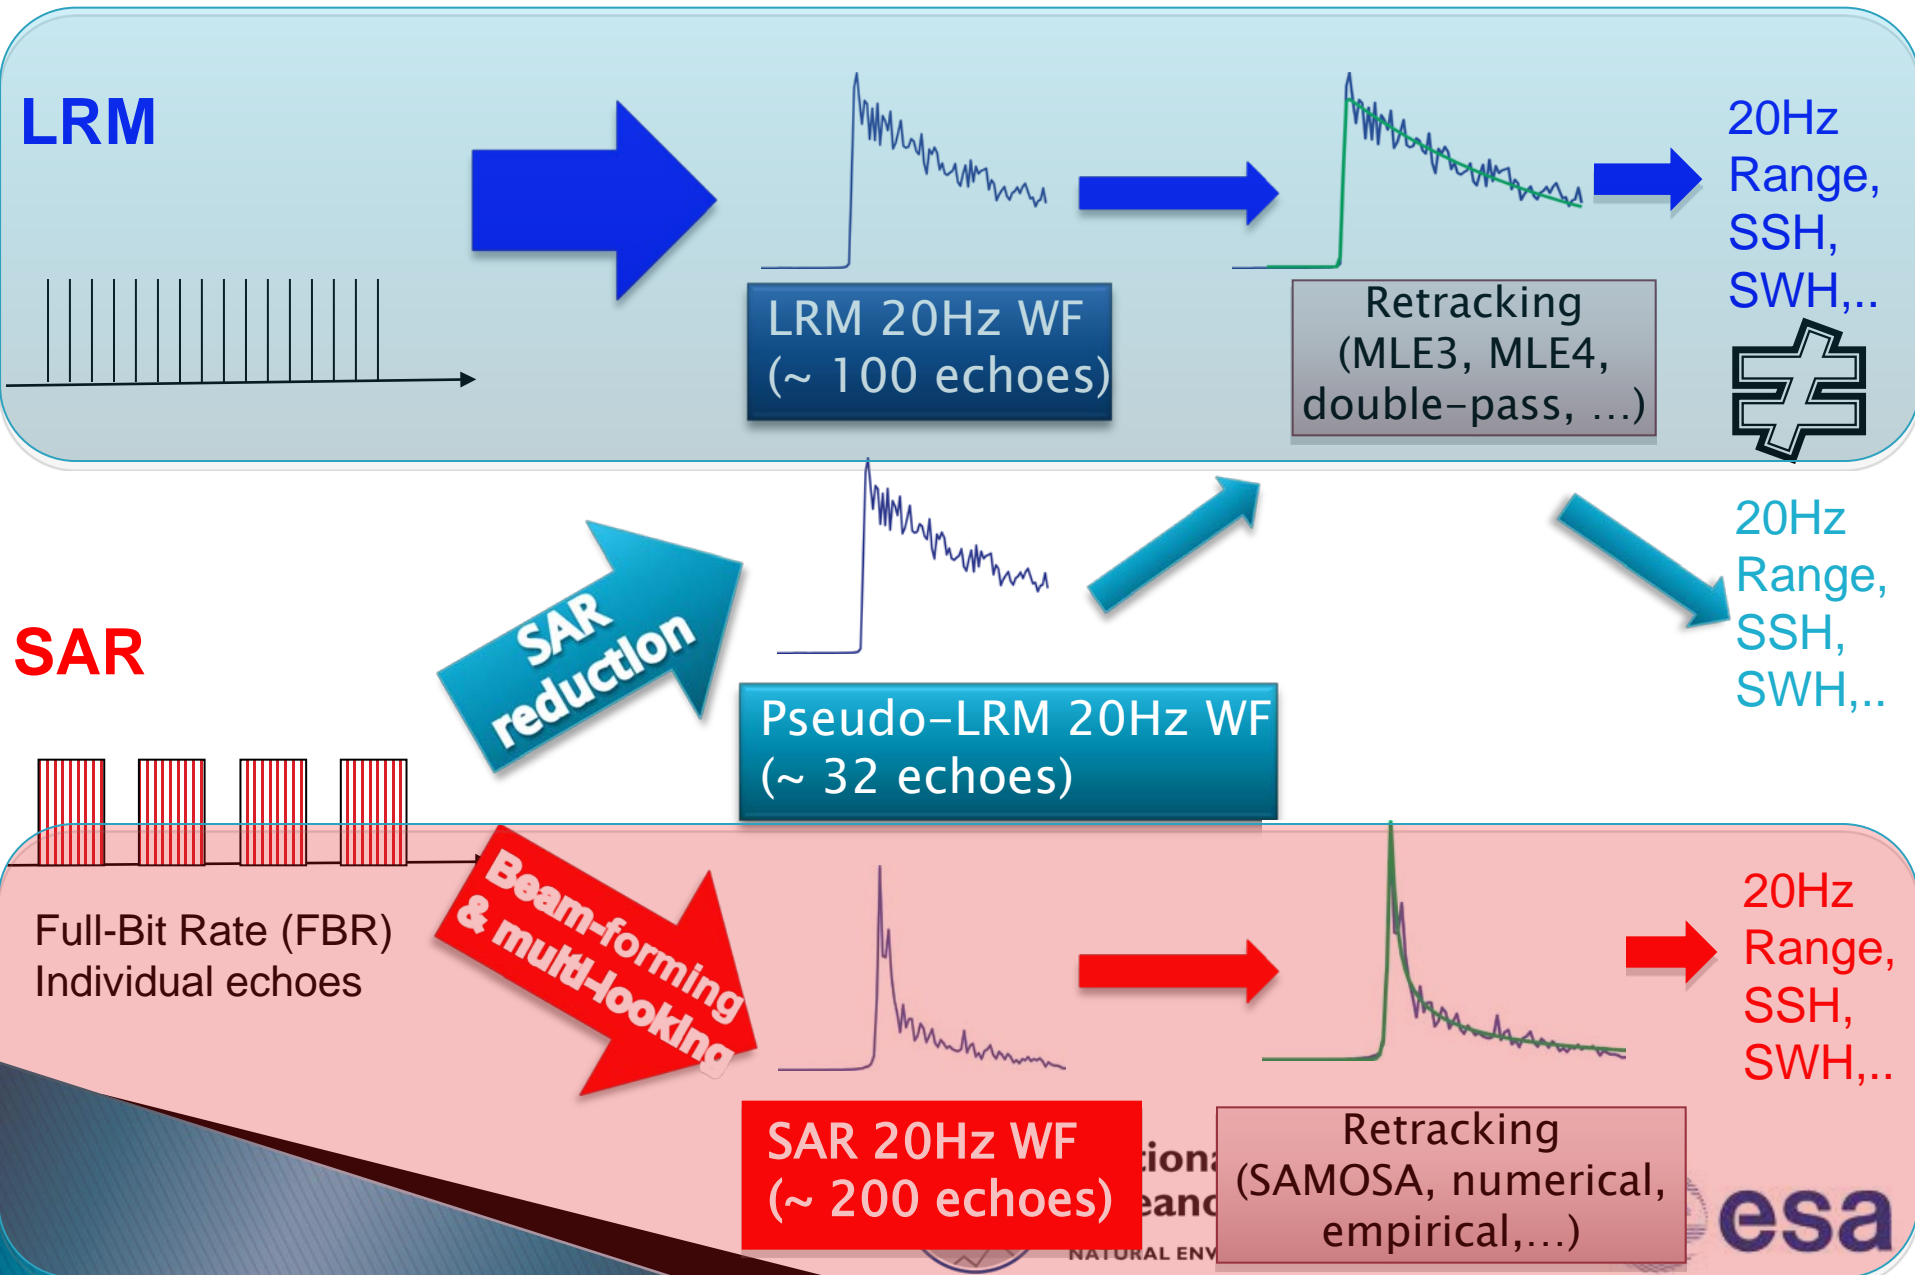 LRM
LRM 20Hz WF
(~ 100 echoes)
Retracking
(MLE3, MLE4,
double-pass, ...)
20Hz
Range,
SSH,
SWH,..
≠
SAR
SAR
reduction
Pseudo-LRM 20Hz WF
(~ 32 echoes)
20Hz
Range,
SSH,
SWH,..
Full-Bit Rate (FBR)
Individual echoes
Beam-forming
& multi-looking
SAR 20Hz WF
(~ 200 echoes)
Retracking
(SAMOSA, numerical,
empirical,...)
20Hz
Range,
SSH,
SWH,..
NATURAL
esa